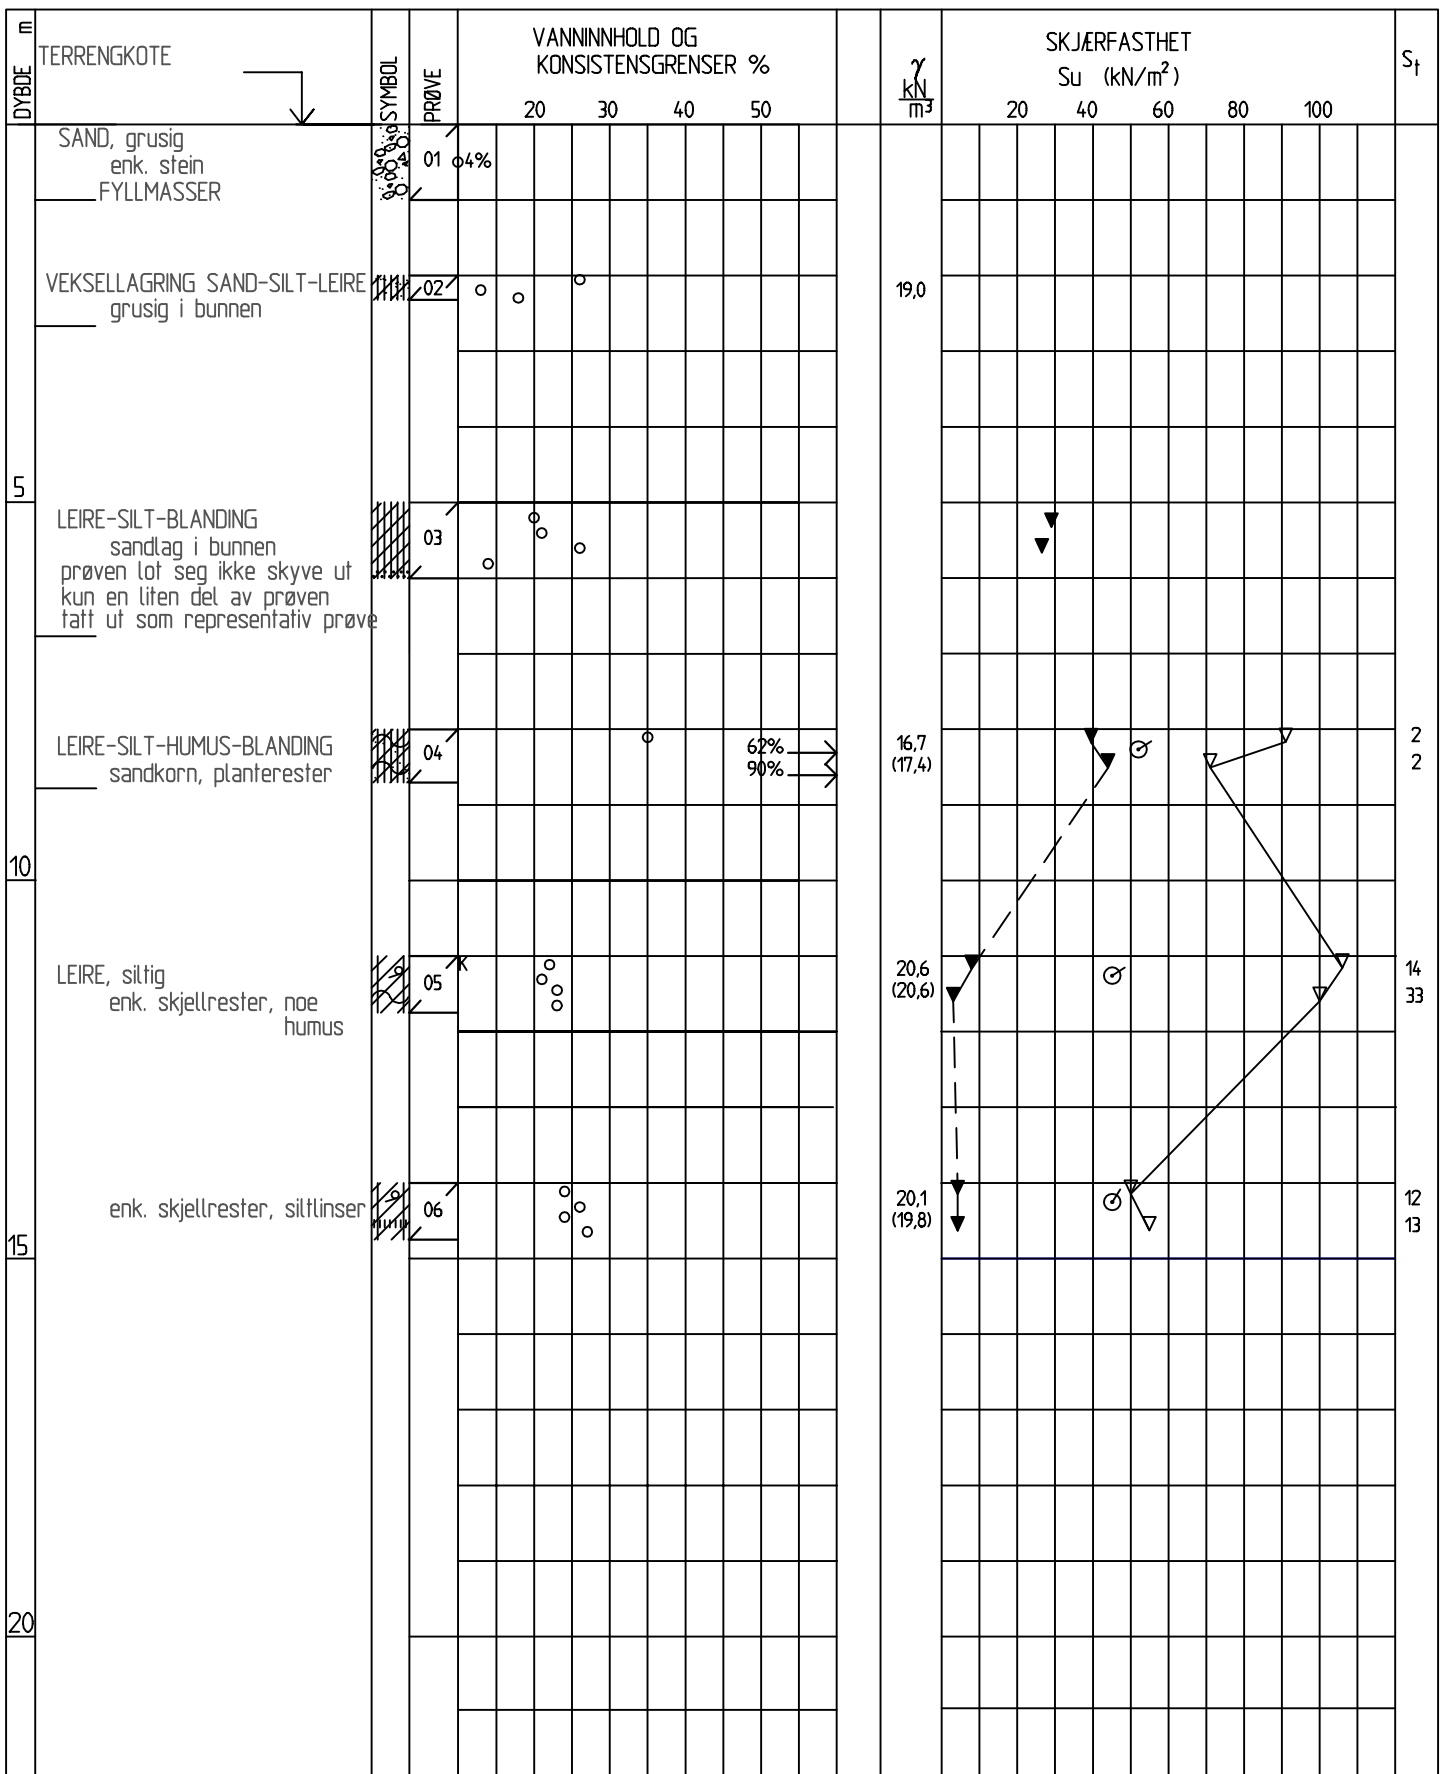 DYBDE m
TERRENGKOTE
SYMBOL
PRØVE
VANNINNHOLD OG
KONSISTENSGRENSER %
20 30 40 50
γ
kN
m³
SKJÆRFASTHET
Su (kN/m²)
20 40 60 80 100
St
SAND, grusig
enk. stein
FYLLMASSER
01
4%
VEKSELLAGRING SAND-SILT-LEIRE
grusig i bunnen
02
19,0
5
LEIRE-SILT-BLANDING
sandlag i bunnen
prøven lot seg ikke skyve ut
kun en liten del av prøven
tatt ut som representativ prøve
03
LEIRE-SILT-HUMUS-BLANDING
sandkorn, planterester
04
62%
90%
16,7
(17,4)
2
2
10
LEIRE, siltig
enk. skjellrester, noe
humus
05
K
20,6
(20,6)
14
33
enk. skjellrester, siltlinser
06
20,1
(19,8)
12
13
15
20